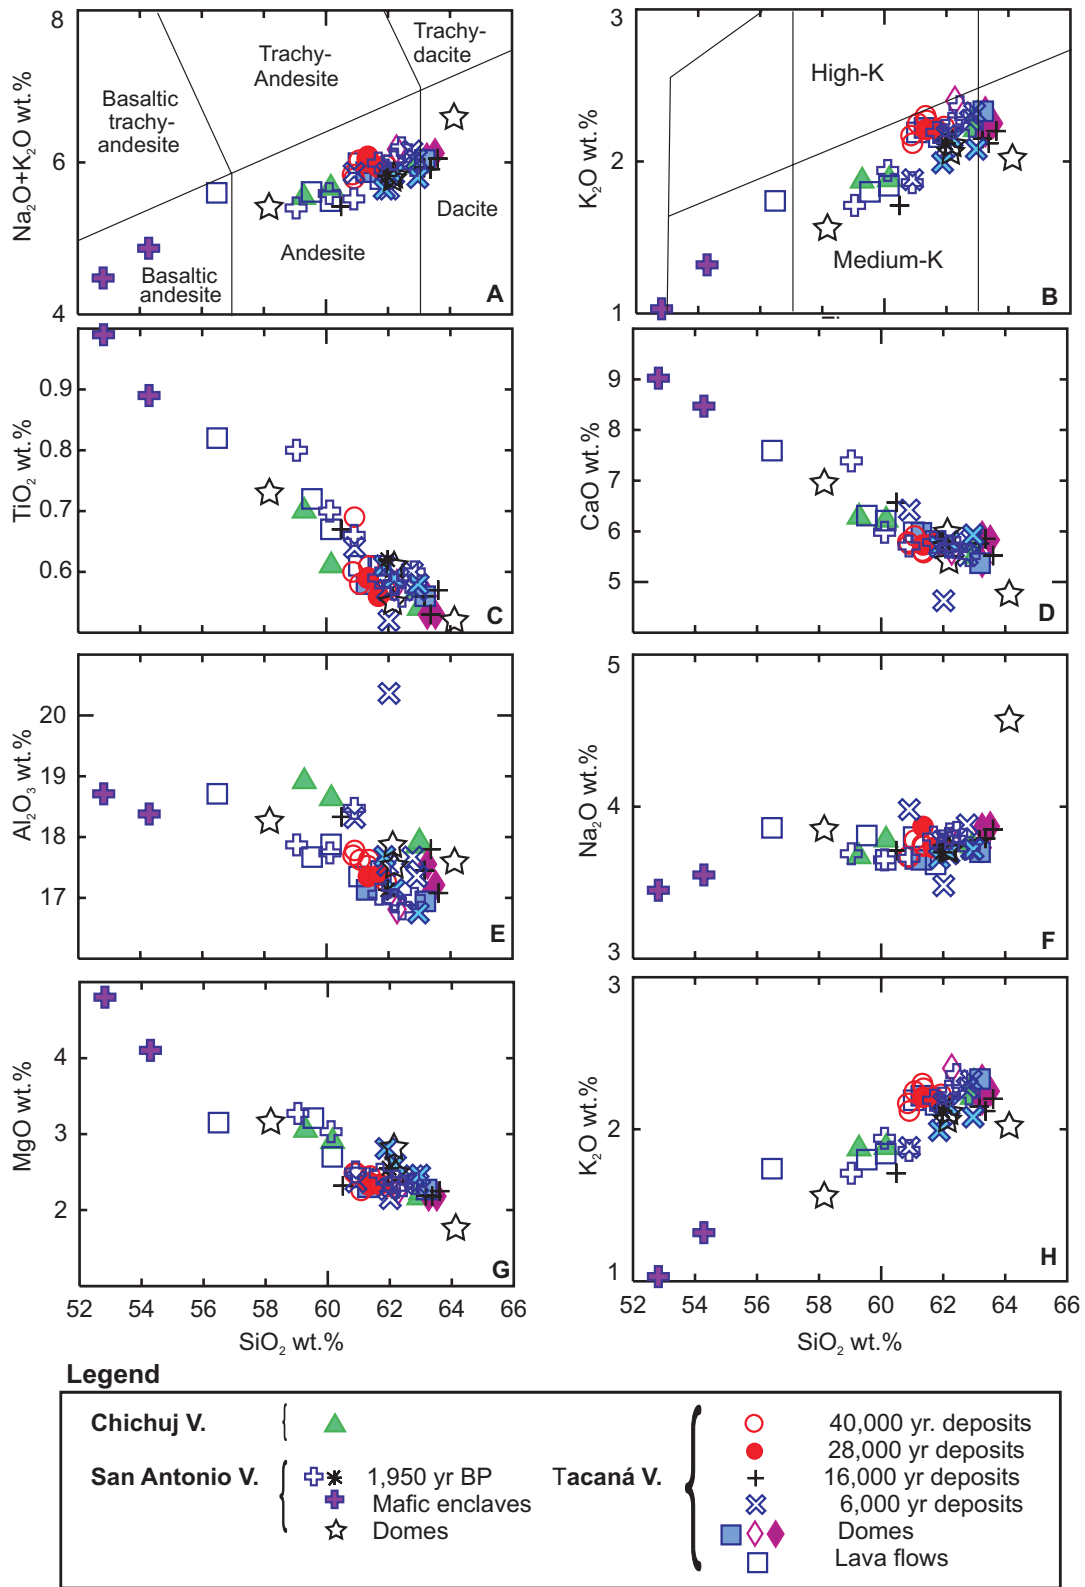 8
6
4
Na₂O+K₂O wt.%
Trachy-
Andesite
Trachy-
dacite
Basaltic
trachy-
andesite
Dacite
Andesite
Basaltic
andesite
A
3
2
1
K₂O wt.%
High-K
Medium-K
B
0.9
0.8
0.7
0.6
TiO₂ wt.%
C
9
7
6
5
CaO wt.%
D
20
19
18
17
Al₂O₃ wt.%
E
5
4
3
Na₂O wt.%
F
4
3
2
MgO wt.%
G
3
2
1
K₂O wt.%
H
52 54 56 58 60 62 64 66
SiO₂ wt.%
52 54 56 58 60 62 64 66
SiO₂ wt.%
Legend
Chichuj V.
San Antonio V.
1,950 yr BP
Mafic enclaves
Domes
Tacaná V.
40,000 yr. deposits
28,000 yr deposits
16,000 yr deposits
6,000 yr deposits
Domes
Lava flows